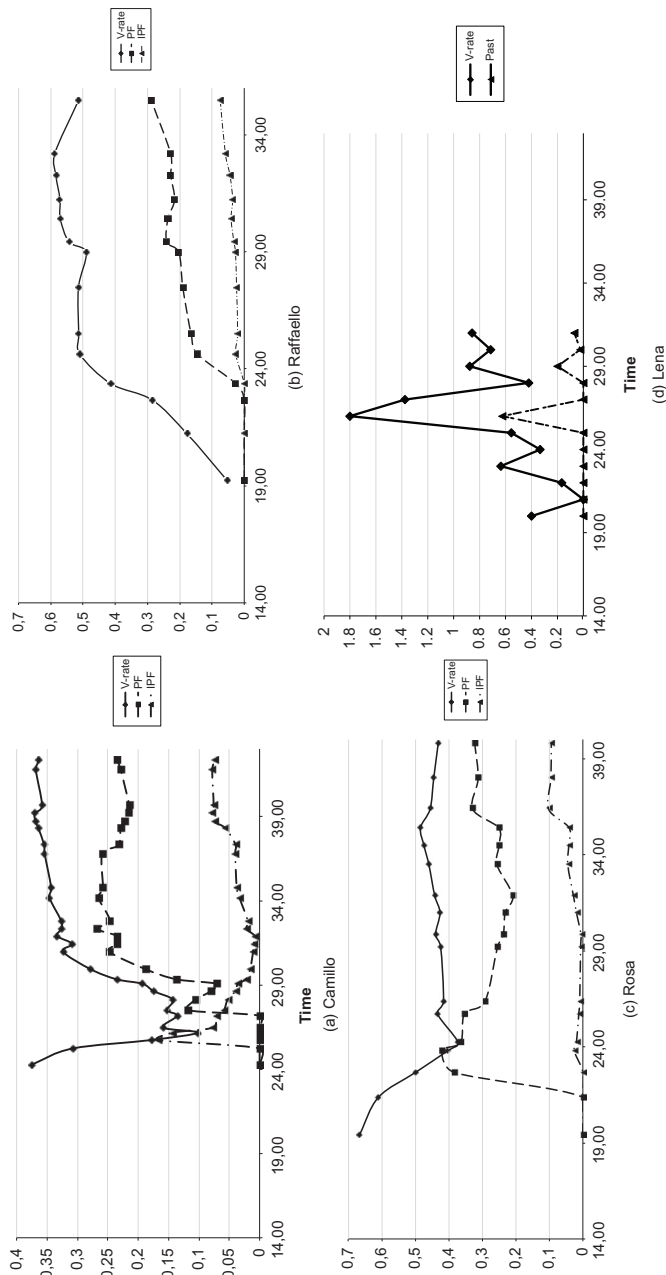 0,4
0,35
0,3
0,25
0,2
0,15
0,1
0,05
0
14,00 19,00 24,00 29,00 34,00 39,00
Time
V-rate
PF
IPF
(a) Camillo
0,7
0,6
0,5
0,4
0,3
0,2
0,1
0
14,00 19,00 24,00 29,00 34,00
V-rate
PF
IPF
(b) Raffaello
0,7
0,6
0,5
0,4
0,3
0,2
0,1
0
14,00 19,00 24,00 29,00 34,00 39,00
V-rate
PF
IPF
(c) Rosa
2
1.8
1.6
1.4
1.2
1
0.8
0.6
0.4
0.2
0
14.00 19.00 24.00 29.00 34.00 39.00
Time
V-rate
Past
(d) Lena